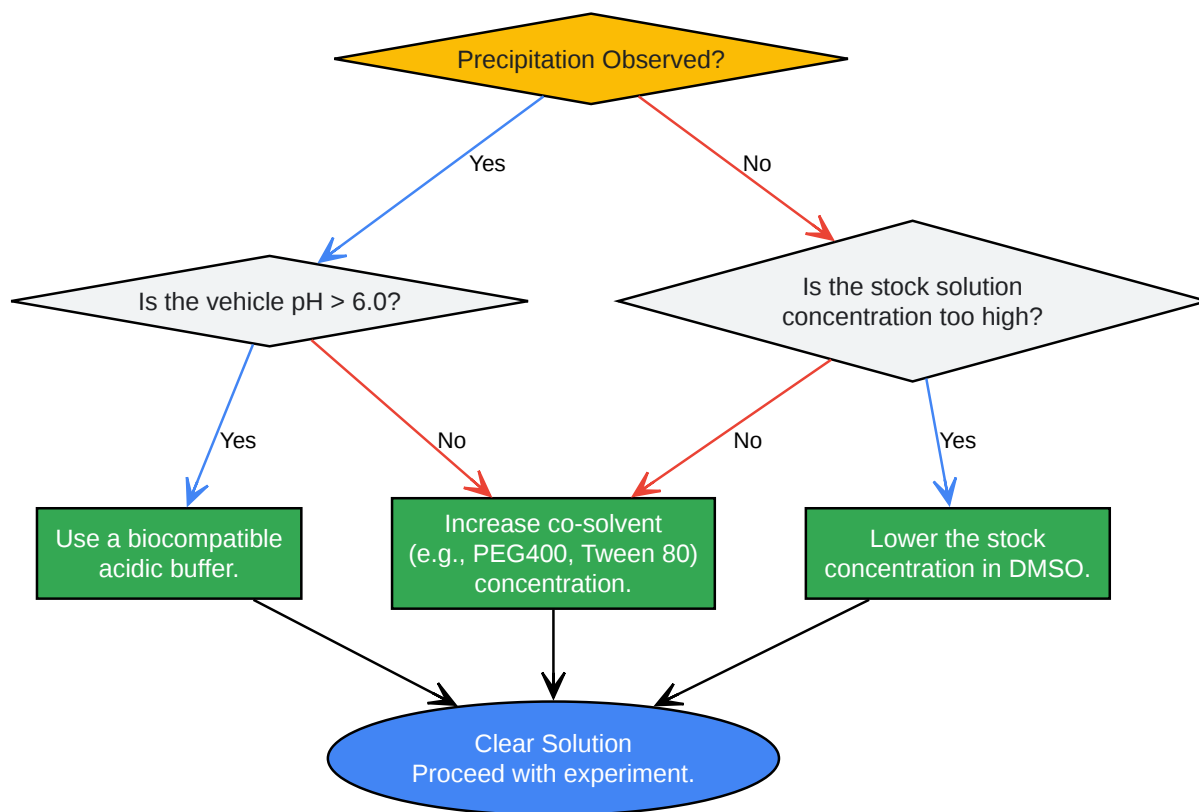 Precipitation Observed?
Yes
No
Is the vehicle pH > 6.0?
Is the stock solution
concentration too high?
Yes
No
No
Yes
Use a biocompatible
acidic buffer.
Increase co-solvent
(e.g., PEG400, Tween 80)
concentration.
Lower the stock
concentration in DMSO.
Clear Solution
Proceed with experiment.